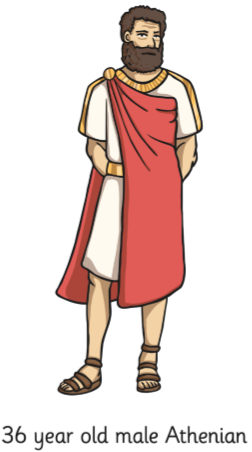 36 year old male Athenian